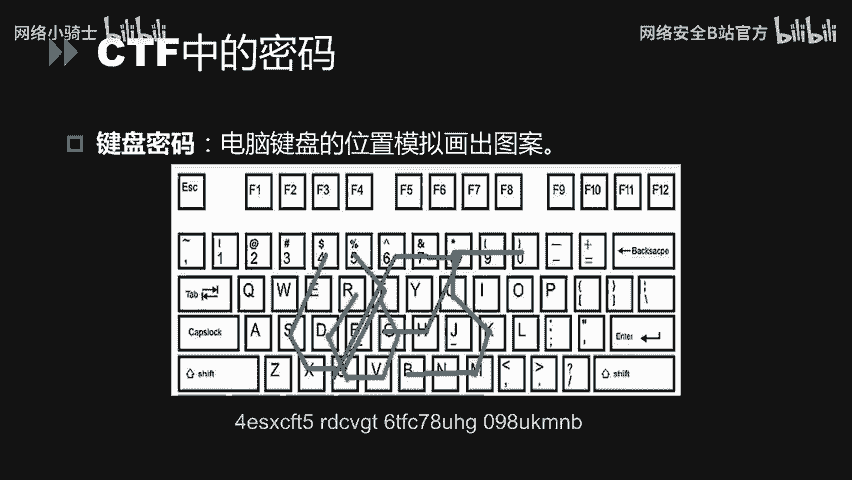 网络小骑士 bilibili
网络安全B站官方 bilibili
CTF中的密码
键盘密码：电脑键盘的位置模拟画出图案。
Esc F1 F2 F3 F4 F5 F6 F7 F8 F9 F10 F11 F12
~ ` ! 1 @ 2 # 3 $ 4 % 5 ^ 6 & 7 * ( 9 ) 0 _ - + = ←Backsacpe
Tab Q W E R Y U I O P { [ } ] | \
Capslock A S D F G H J K L : ; " ' Enter
shift Z X C V B N M < , > . ? / shift
4esxcft5 rdcvgt 6tfc78uhg 098ukmnb